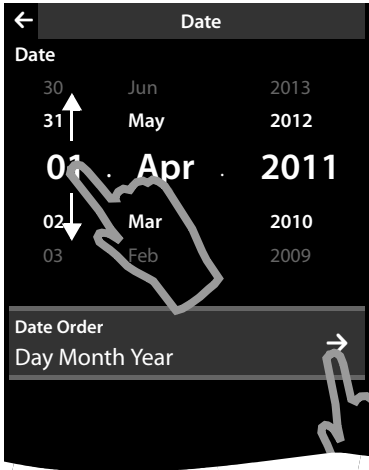 Date
Date
30 Jun 2013
31 May 2012
01 . Apr . 2011
02 Mar 2010
03 Feb 2009
Date Order
Day Month Year